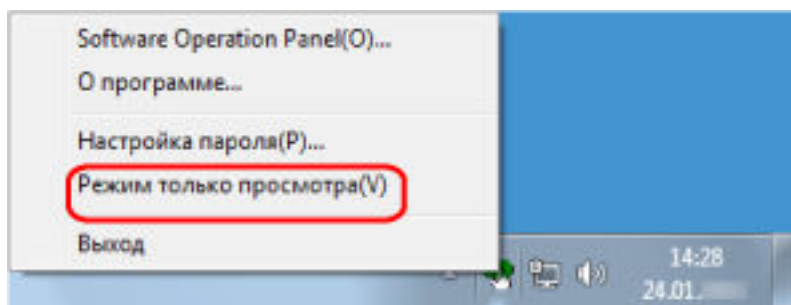 Software Operation Panel(O)...
О программе...
Настройка пароля(P)...
Режим только просмотра(V)
Выход
14:28
24.01.